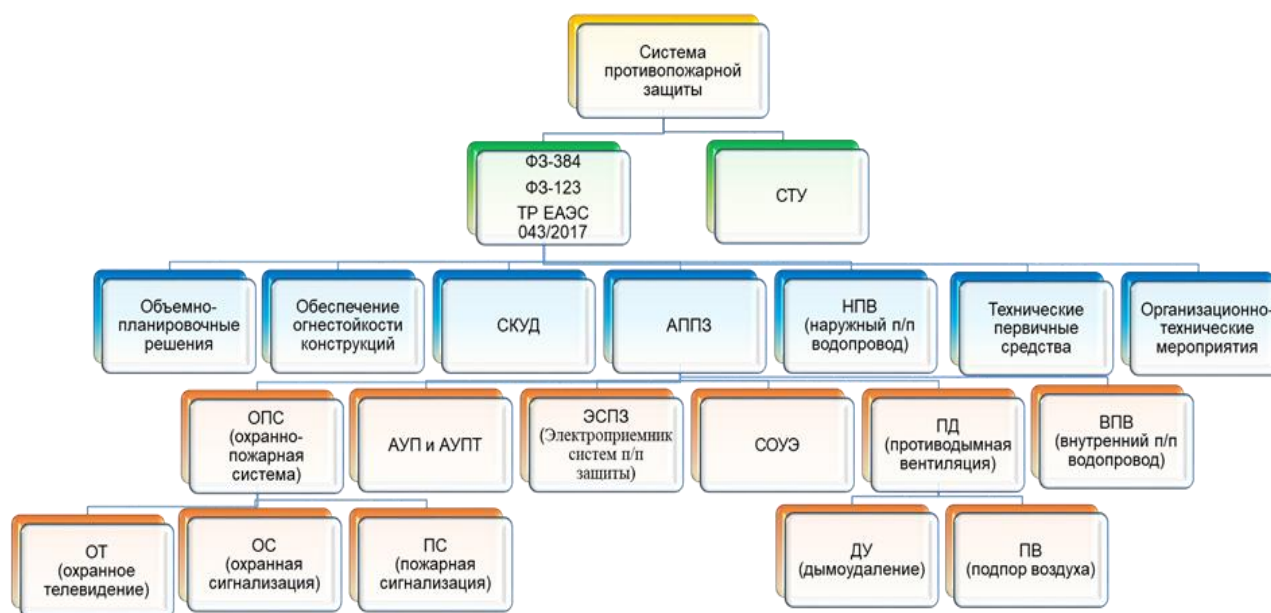 Система
противопожарной
защиты
ФЗ-384
ФЗ-123
ТР ЕАЭС
043/2017
СТУ
Объемно-
планировочные
решения
Обеспечение
огнестойкости
конструкций
СКУД
АППЗ
НПВ
(наружный п/п
водопровод)
Технические
первичные
средства
Организационно-
технические
мероприятия
ОПС
(охранно-
пожарная
система)
АУП и АУПТ
ЭСПЗ
(Электроприемник
систем п/п
защиты)
СОУЭ
ПД
(противодымная
вентиляция)
ВПВ
(внутренний п/п
водопровод)
ОТ
(охранное
телевидение)
ОС
(охранная
сигнализация)
ПС
(пожарная
сигнализация)
ДУ
(дымоудаление)
ПВ
(подпор воздуха)